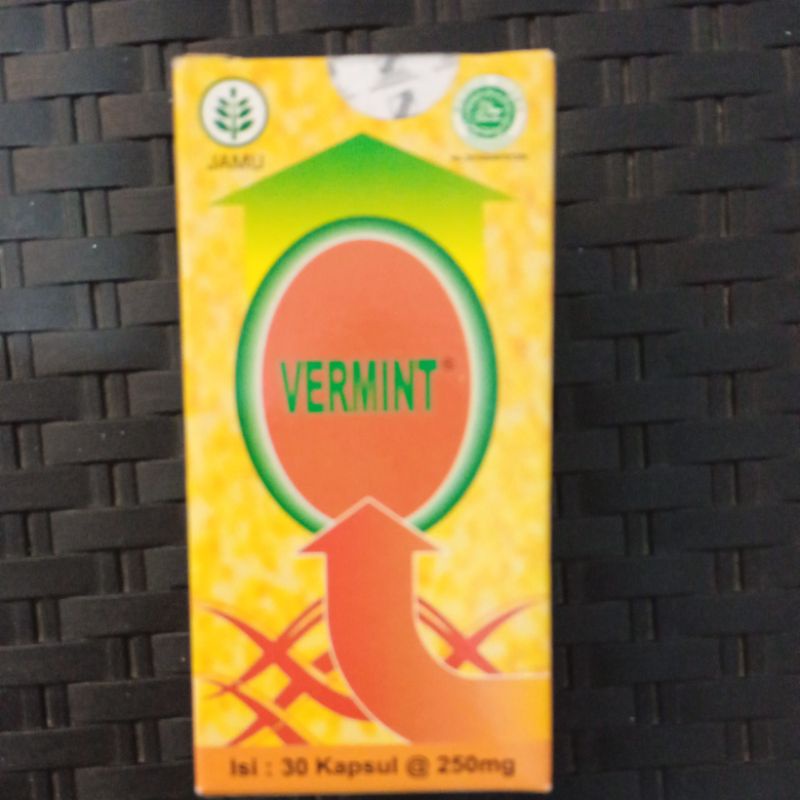 JAMU
VERMINT®
Isi : 30 Kapsul @ 250mg